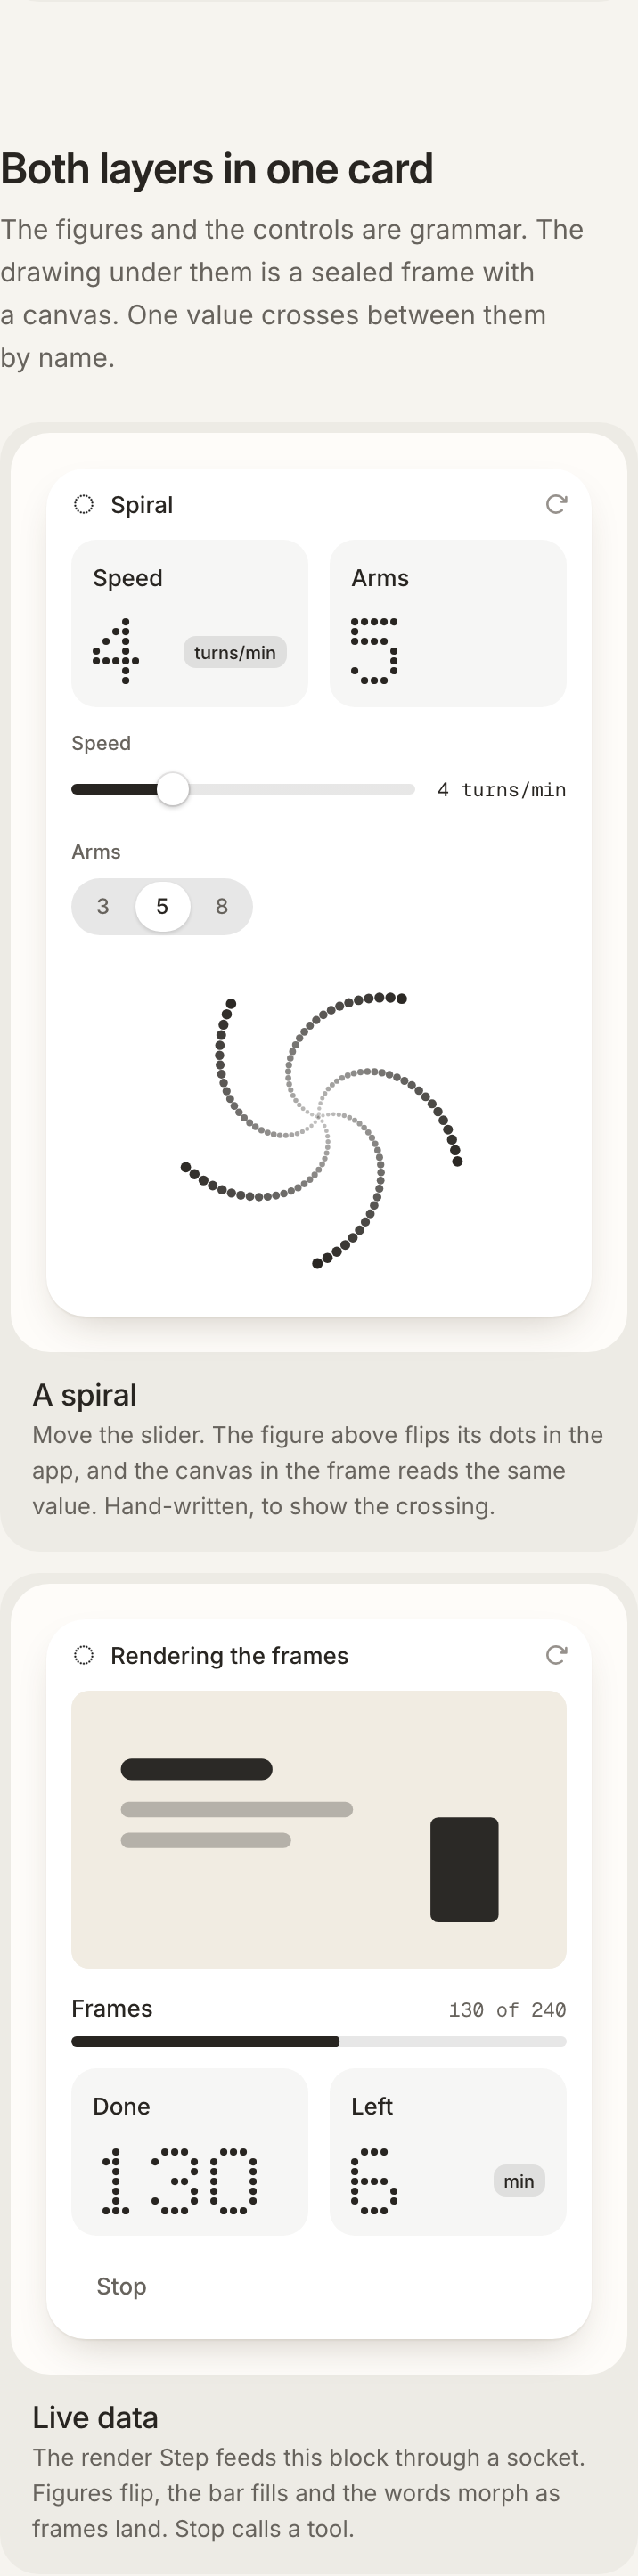 Both layers in one card
The figures and the controls are grammar. The
drawing under them is a sealed frame with
a canvas. One value crosses between them
by name.
Spiral
Speed
Arms
4 turns/min
5
Speed
4 turns/min
Arms
3 5 8
A spiral
Move the slider. The figure above flips its dots in the
app, and the canvas in the frame reads the same
value. Hand-written, to show the crossing.
Rendering the frames
Frames
130 of 240
Done
Left
130
6 min
Stop
Live data
The render Step feeds this block through a socket.
Figures flip, the bar fills and the words morph as
frames land. Stop calls a tool.